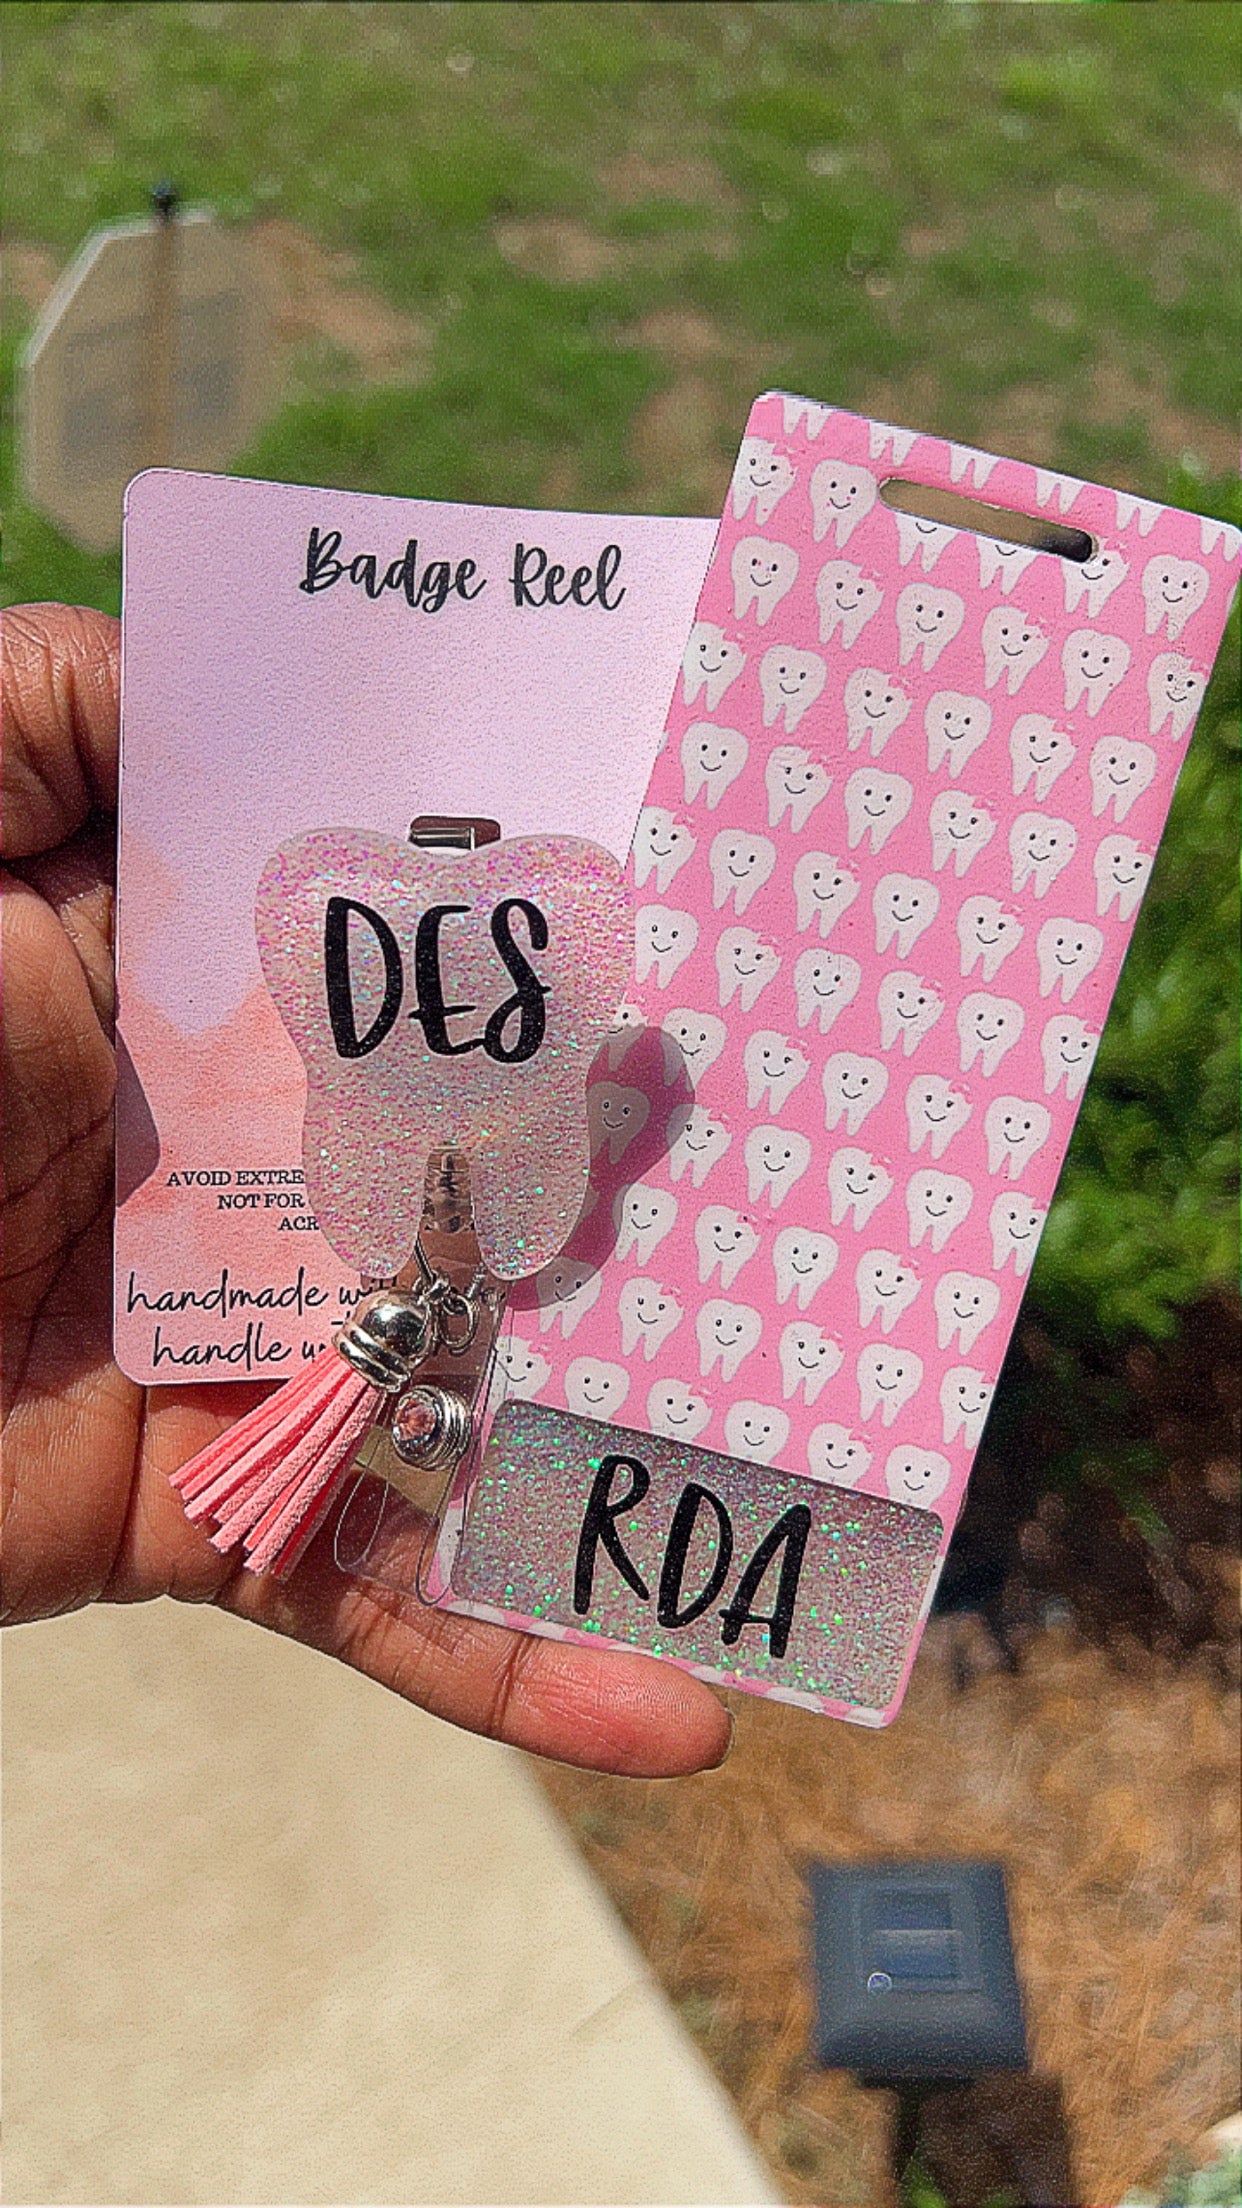 Badge Reel
DES
AVOID EXTRE
NOT FOR
ACR
handmade
handle
RDA